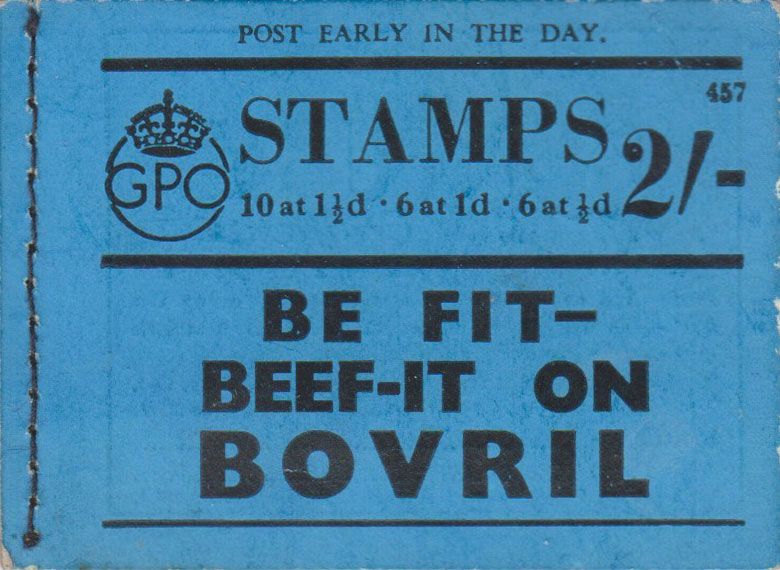 POST EARLY IN THE DAY.
457
GPO
STAMPS 2/-
10 at 1½d · 6 at 1d · 6 at ½d
BE FIT–
BEEF-IT ON
BOVRIL